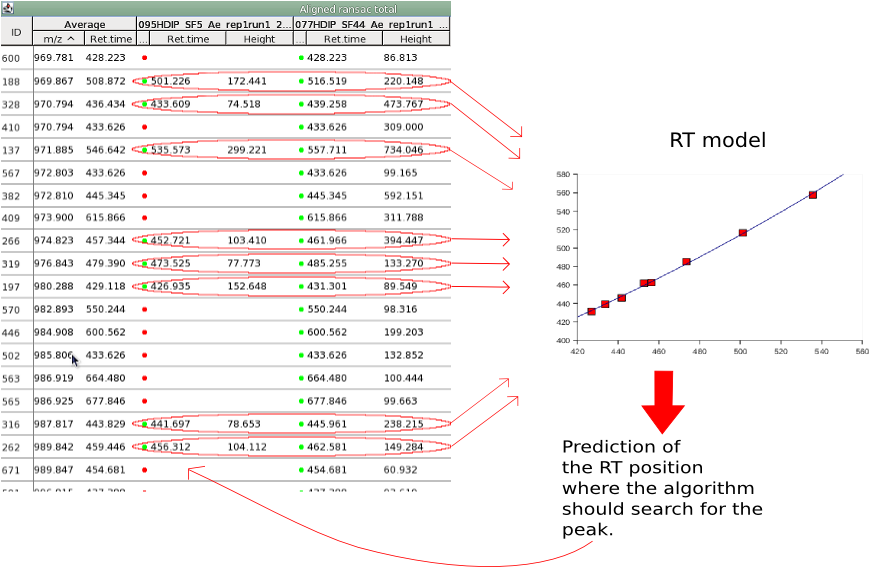 Aligned ransac total
ID Average 095HDIP_SF5_Ae_rep1run1_2... 077HDIP_SF44_Ae_rep1run1_...
m/z ^ Ret.time ... Ret.time Height ... Ret.time Height
600 969.781 428.223 428.223 86.813
188 969.867 508.872 501.226 172.441 516.519 220.148
328 970.794 436.434 433.609 74.518 439.258 473.767
410 970.794 433.626 433.626 309.000
137 971.885 546.642 535.573 299.221 557.711 734.046
567 972.803 433.626 433.626 99.165
382 972.810 445.345 445.345 592.151
409 973.900 615.866 615.866 311.788
266 974.823 457.344 452.721 103.410 461.966 394.447
319 976.843 479.390 473.525 77.773 485.255 133.270
197 980.288 429.118 426.935 152.648 431.301 89.549
570 982.893 550.244 550.244 98.316
446 984.908 600.562 600.562 199.203
502 985.806 433.626 433.626 132.852
563 986.919 664.480 664.480 100.444
565 986.925 677.846 677.846 99.663
316 987.817 443.829 441.697 78.653 445.961 238.215
262 989.842 459.446 456.312 104.112 462.581 149.284
671 989.847 454.681 454.681 60.932
RT model
580
560
540
520
500
480
460
440
420
400
420 440 460 480 500 520 540 560
Prediction of
the RT position
where the algorithm
should search for the
peak.